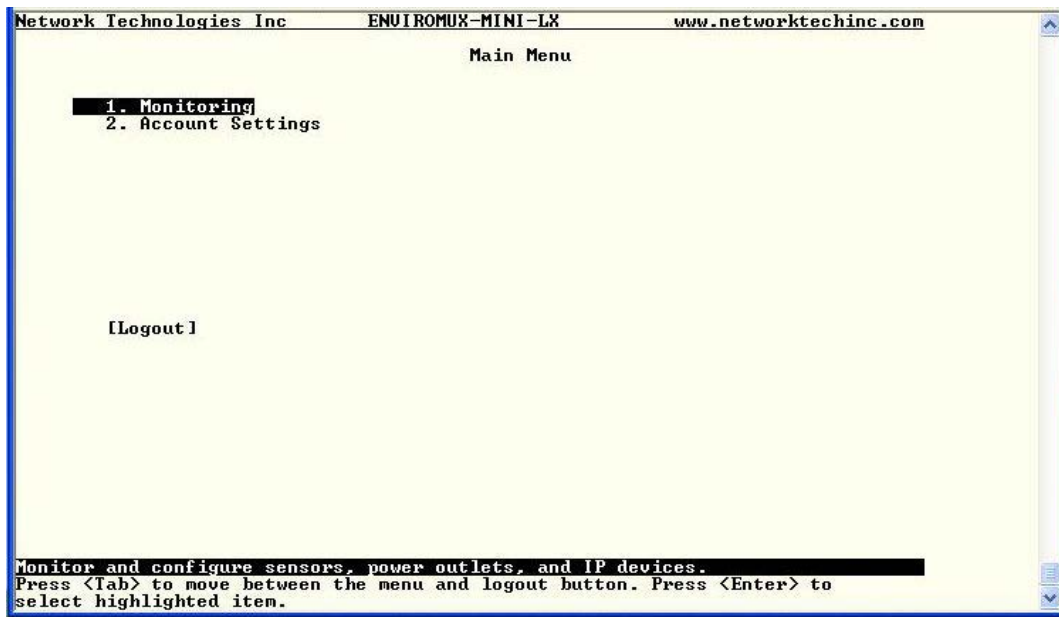 Network Technologies Inc ENVIROMUX-MINI-LX www.networktechinc.com
Main Menu
1. Monitoring
2. Account Settings
[Logout]
Monitor and configure sensors, power outlets, and IP devices.
Press <Tab> to move between the menu and logout button. Press <Enter> to
select highlighted item.